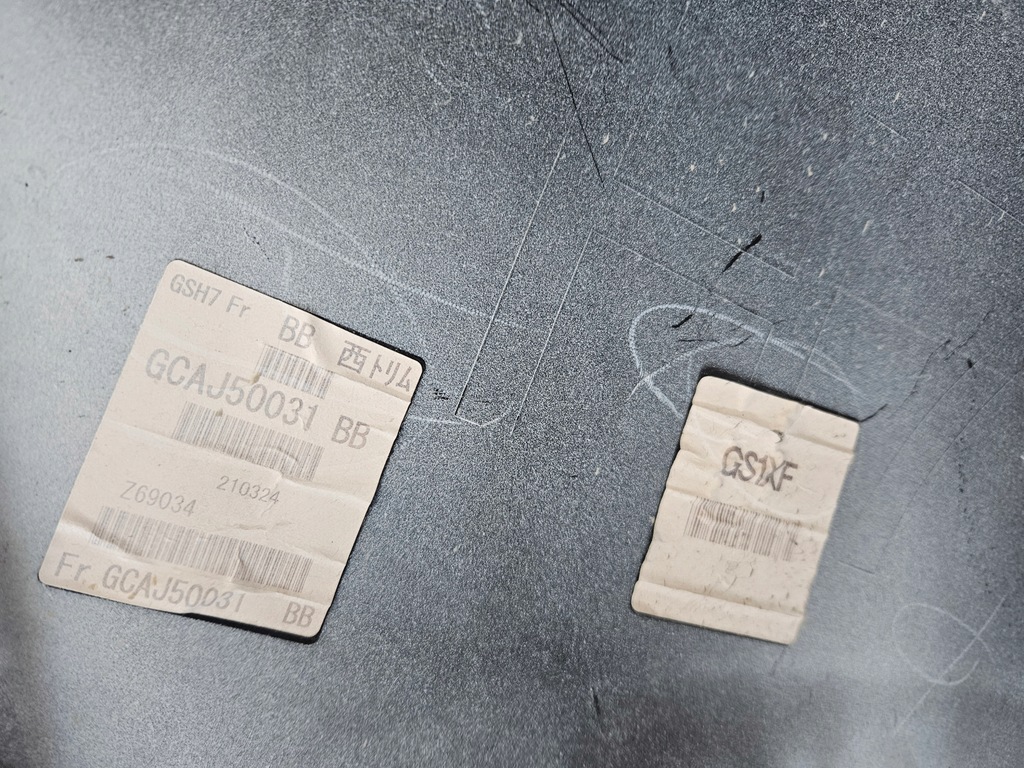 GSH7 Fr
BB 西トリム
GCAJ50031 BB
Z69034 210324
Fr GCAJ50031 BB
GS1XF